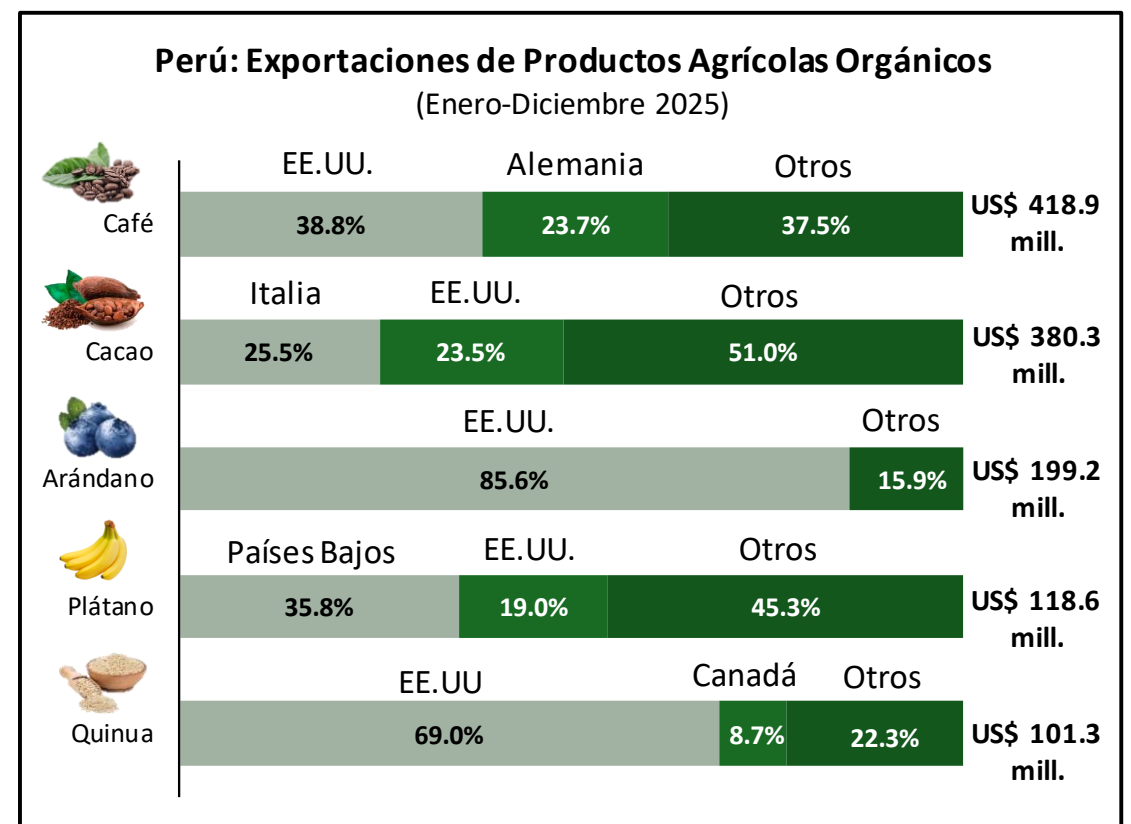 Perú: Exportaciones de Productos Agrícolas Orgánicos
(Enero-Diciembre 2025)
EE.UU. Alemania Otros
Café 38.8% 23.7% 37.5% US$ 418.9
mill.
Italia EE.UU. Otros
Cacao 25.5% 23.5% 51.0% US$ 380.3
mill.
EE.UU. Otros
Arándano 85.6% 15.9% US$ 199.2
mill.
Países Bajos EE.UU. Otros
Plátano 35.8% 19.0% 45.3% US$ 118.6
mill.
EE.UU Canadá Otros
Quinua 69.0% 8.7% 22.3% US$ 101.3
mill.